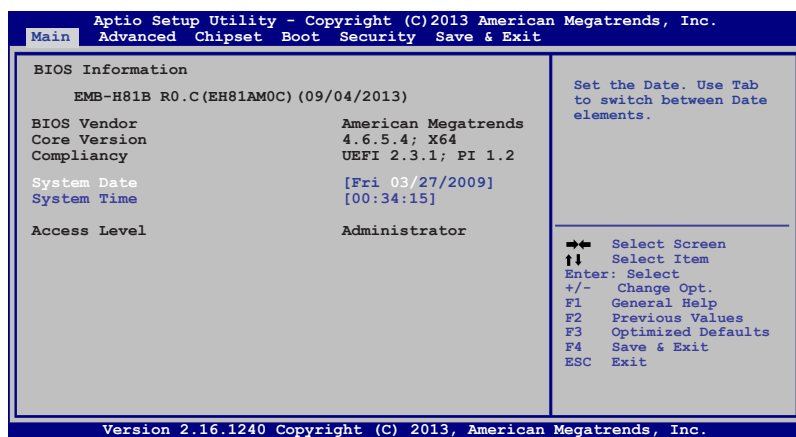 Aptio Setup Utility - Copyright (C)2013 American Megatrends, Inc.
Main Advanced Chipset Boot Security Save & Exit
BIOS Information
EMB-H81B R0.C(EH81AM0C)(09/04/2013)
BIOS Vendor American Megatrends
Core Version 4.6.5.4; X64
Compliancy UEFI 2.3.1; PI 1.2
System Date [Fri 03/27/2009]
System Time [00:34:15]
Access Level Administrator
Set the Date. Use Tab
to switch between Date
elements.
Select Screen
Select Item
Enter: Select
+/- Change Opt.
F1 General Help
F2 Previous Values
F3 Optimized Defaults
F4 Save & Exit
ESC Exit
Version 2.16.1240 Copyright (C) 2013, American Megatrends, Inc.